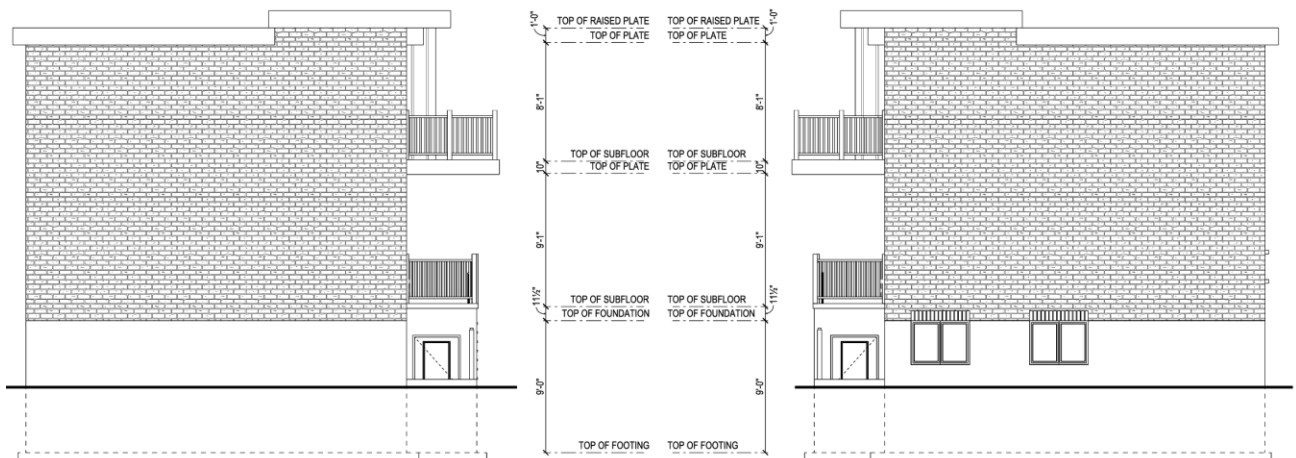 TOP OF RAISED PLATE TOP OF RAISED PLATE
1'-0" 1'-0"
TOP OF PLATE TOP OF PLATE
8'-1" 8'-1"
TOP OF SUBFLOOR TOP OF SUBFLOOR
10" 10"
TOP OF PLATE TOP OF PLATE
9'-1" 9'-1"
TOP OF SUBFLOOR TOP OF SUBFLOOR
11½" 11½"
TOP OF FOUNDATION TOP OF FOUNDATION
9'-0" 9'-0"
TOP OF FOOTING TOP OF FOOTING